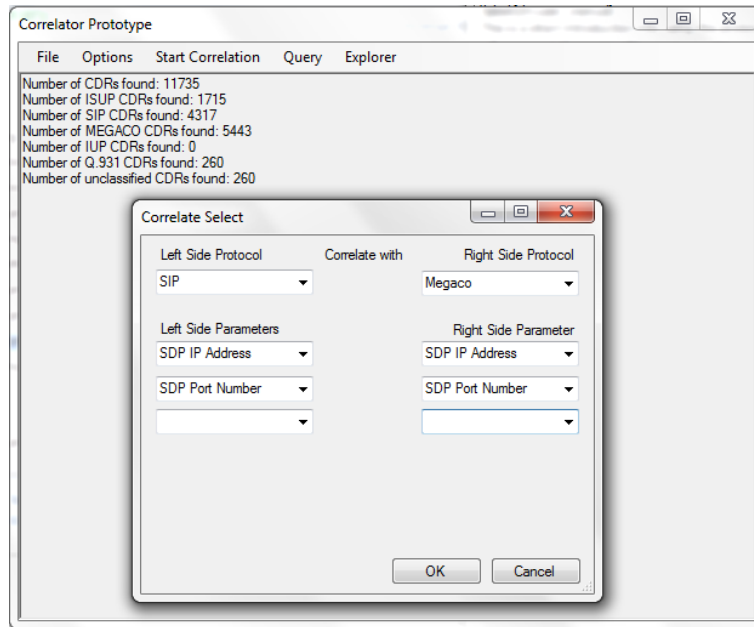 Correlator Prototype
File Options Start Correlation Query Explorer
Number of CDRs found: 11735
Number of ISUP CDRs found: 1715
Number of SIP CDRs found: 4317
Number of MEGACO CDRs found: 5443
Number of IUP CDRs found: 0
Number of Q.931 CDRs found: 260
Number of unclassified CDRs found: 260
Correlate Select
Left Side Protocol Correlate with Right Side Protocol
SIP Megaco
Left Side Parameters Right Side Parameter
SDP IP Address SDP IP Address
SDP Port Number SDP Port Number
OK Cancel